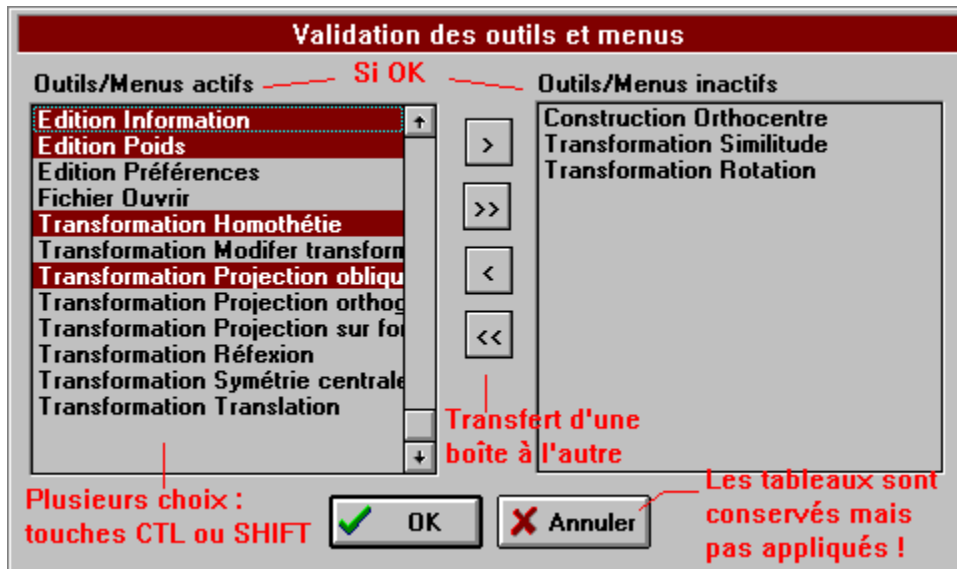 Validation des outils et menus
Outils/Menus actifs
Si OK
Outils/Menus inactifs
Edition Information
Edition Poids
Edition Préférences
Fichier Ouvrir
Transformation Homothétie
Transformation Modifer transform
Transformation Projection obliqu
Transformation Projection orthog
Transformation Projection sur for
Transformation Réfexion
Transformation Symétrie centrale
Transformation Translation
>
>>
<
<<
Construction Orthocentre
Transformation Similitude
Transformation Rotation
Transfert d'une
boîte à l'autre
Plusieurs choix :
touches CTL ou SHIFT
OK
Annuler
Les tableaux sont
conservés mais
pas appliqués !